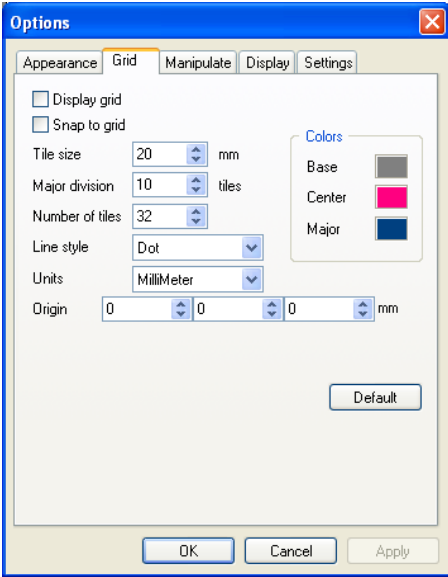 Options
Appearance Grid Manipulate Display Settings
Display grid
Snap to grid
Colors
Tile size 20 mm
Base
Major division 10 tiles
Center
Number of tiles 32
Major
Line style Dot
Units MilliMeter
Origin 0 0 0 mm
Default
OK Cancel Apply